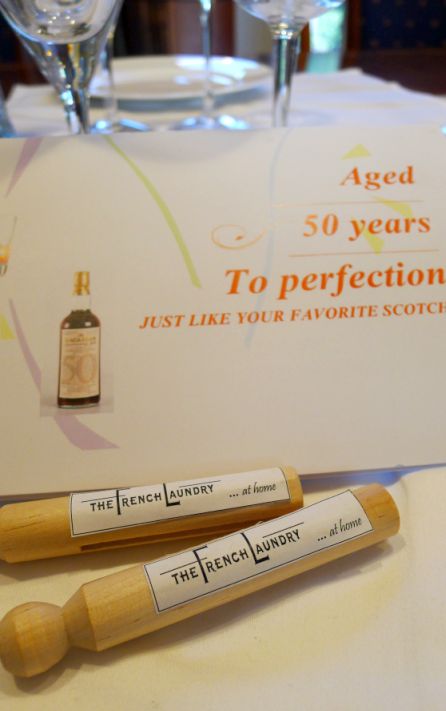 Aged
50 years
To perfection
JUST LIKE YOUR FAVORITE SCOTCH
50
THE FRENCH LAUNDRY ... at home
THE FRENCH LAUNDRY ... at home